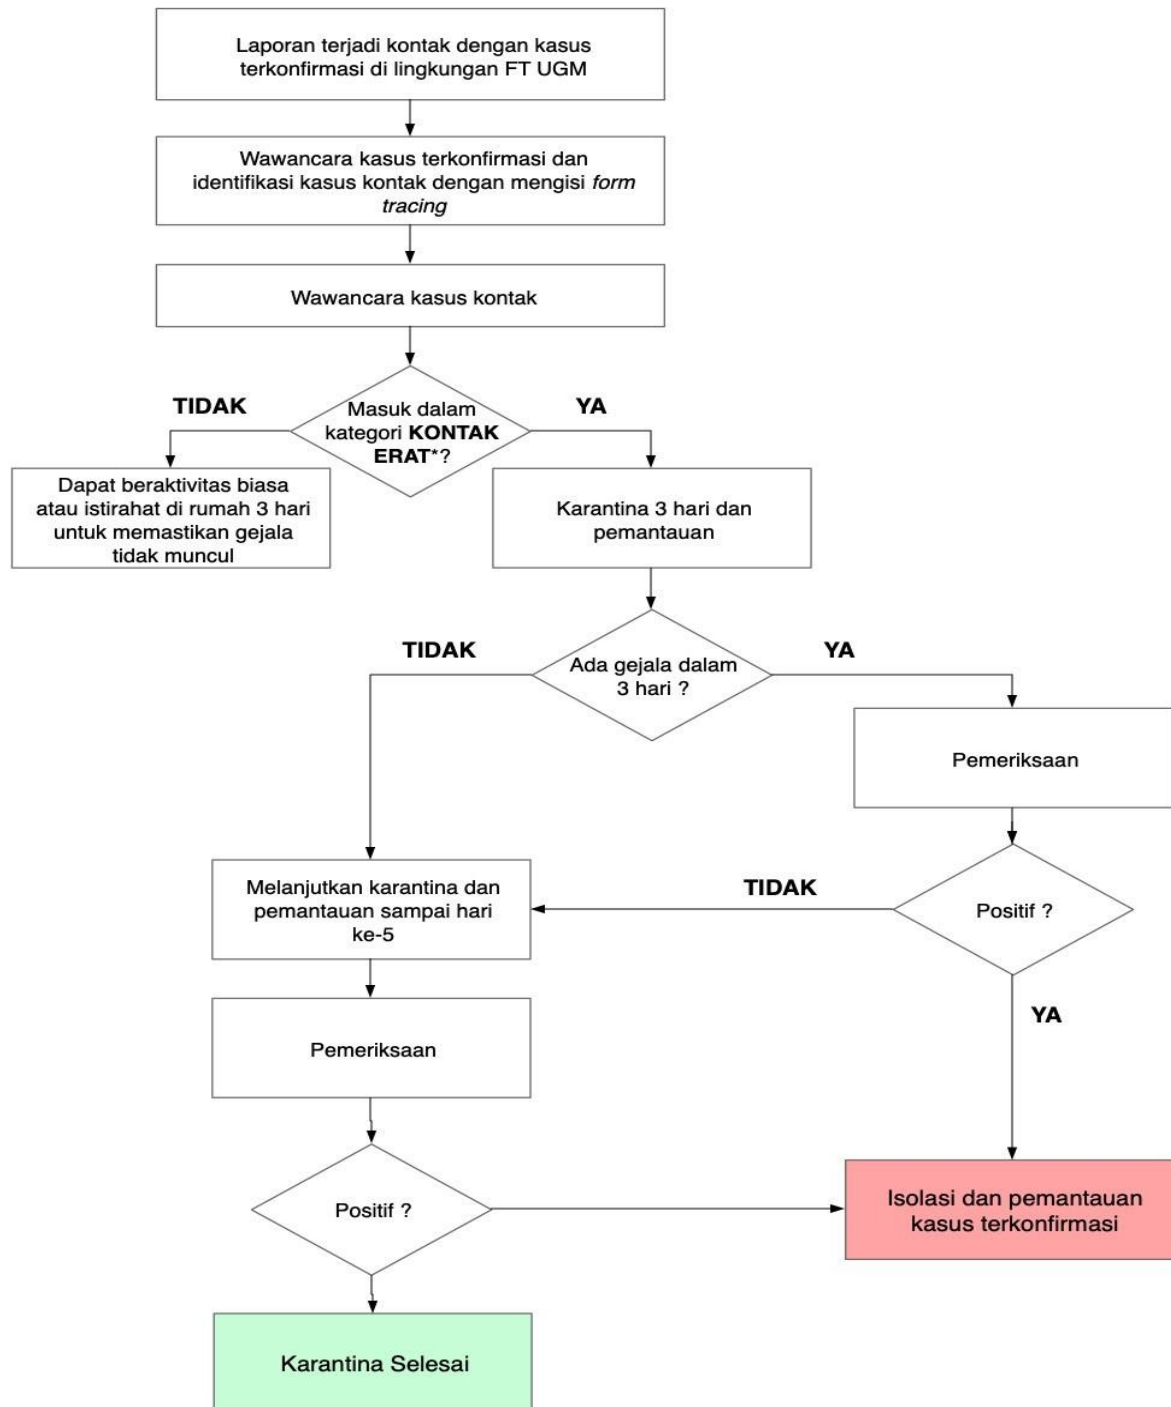 Laporan terjadi kontak dengan kasus
terkonfirmasi di lingkungan FT UGM
Wawancara kasus terkonfirmasi dan
identifikasi kasus kontak dengan mengisi form
tracing
Wawancara kasus kontak
TIDAK
Masuk dalam
kategori KONTAK
ERAT*?
YA
Dapat beraktivitas biasa
atau istirahat di rumah 3 hari
untuk memastikan gejala
tidak muncul
Karantina 3 hari dan
pemantauan
TIDAK
Ada gejala dalam
3 hari ?
YA
Pemeriksaan
Melanjutkan karantina dan
pemantauan sampai hari
ke-5
TIDAK
Positif ?
YA
Pemeriksaan
Positif ?
Isolasi dan pemantauan
kasus terkonfirmasi
Karantina Selesai